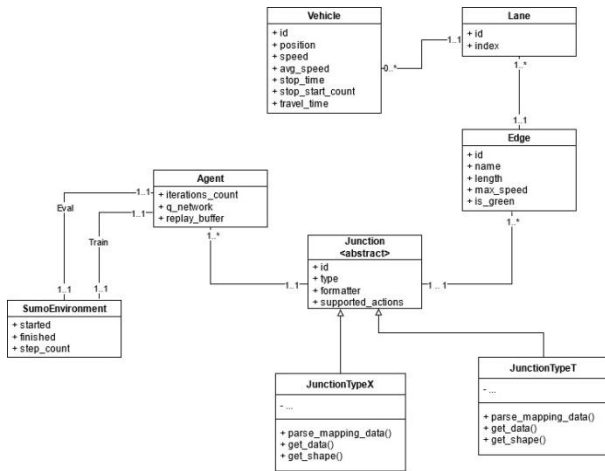 Vehicle
+ id
+ position
+ speed
+ avg_speed
+ stop_time
+ stop_start_count
+ travel_time
Lane
+ id
+ index
1..1
0..*
1..*
1..1
Edge
+ id
+ name
+ length
+ max_speed
+ is_green
1..*
Agent
+ iterations_count
+ q_network
+ replay_buffer
1..1
1..1
Eval
Train
1..*
1..1
1..1
SumoEnvironment
+ started
+ finished
+ step_count
Junction
<abstract>
+ id
+ type
+ formatter
+ supported_actions
1..1
1 .. 1
JunctionTypeX
- ...
+ parse_mapping_data()
+ get_data()
+ get_shape()
JunctionTypeT
- ...
+ parse_mapping_data()
+ get_data()
+ get_shape()